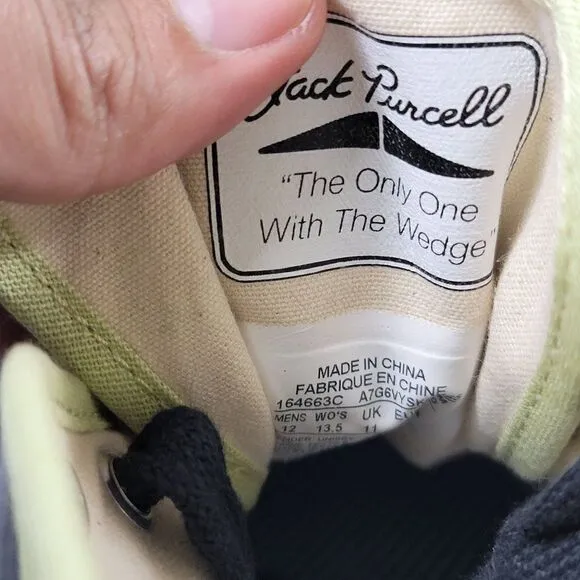 Jack Purcell
"The Only One
With The Wedge"
MADE IN CHINA
FABRIQUE EN CHINE
164663C
MENS WO'S UK
12 13.5 11